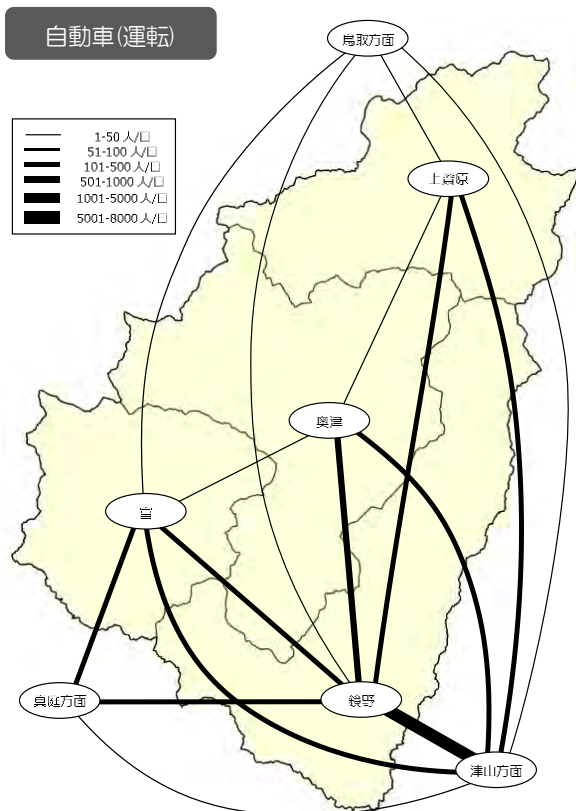 自動車(運転)
鳥取方面
1-50 人/日
51-100 人/日
101-500 人/日
501-1000 人/日
1001-5000 人/日
5001-8000 人/日
上齋原
奥津
富
真庭方面
鏡野
津山方面